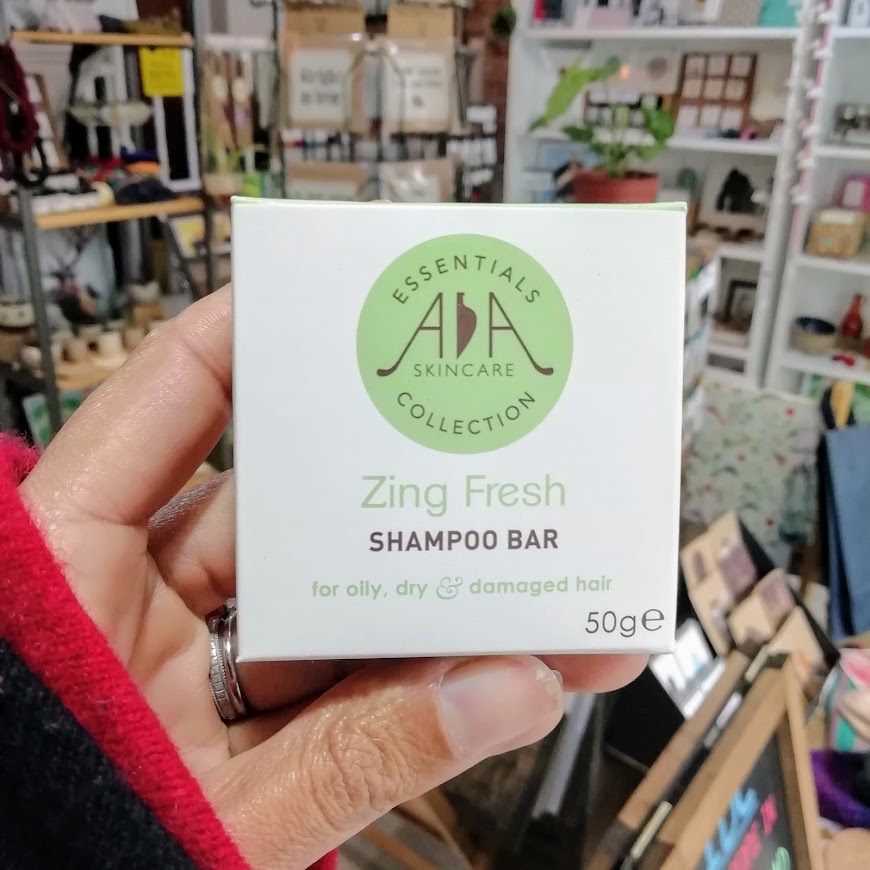 ESSENTIALS
AA
SKINCARE
COLLECTION
Zing Fresh
SHAMPOO BAR
for oily, dry & damaged hair
50g℮